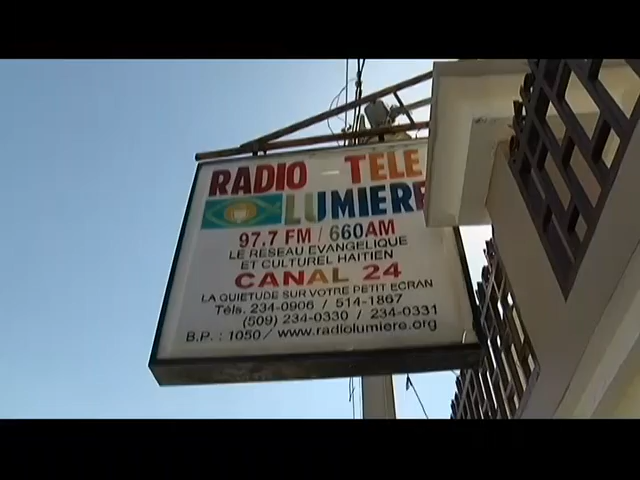 RADIO TELE
LUMIERE
97.7 FM / 660AM
LE RESEAU EVANGELIQUE
ET CULTUREL HAITIEN
CANAL 24
LA QUIETUDE SUR VOTRE PETIT ECRAN
Téls. 234-0906 / 514-1867
(509) 234-0330 / 234-0331
B.P. : 1050 / www.radiolumiere.org